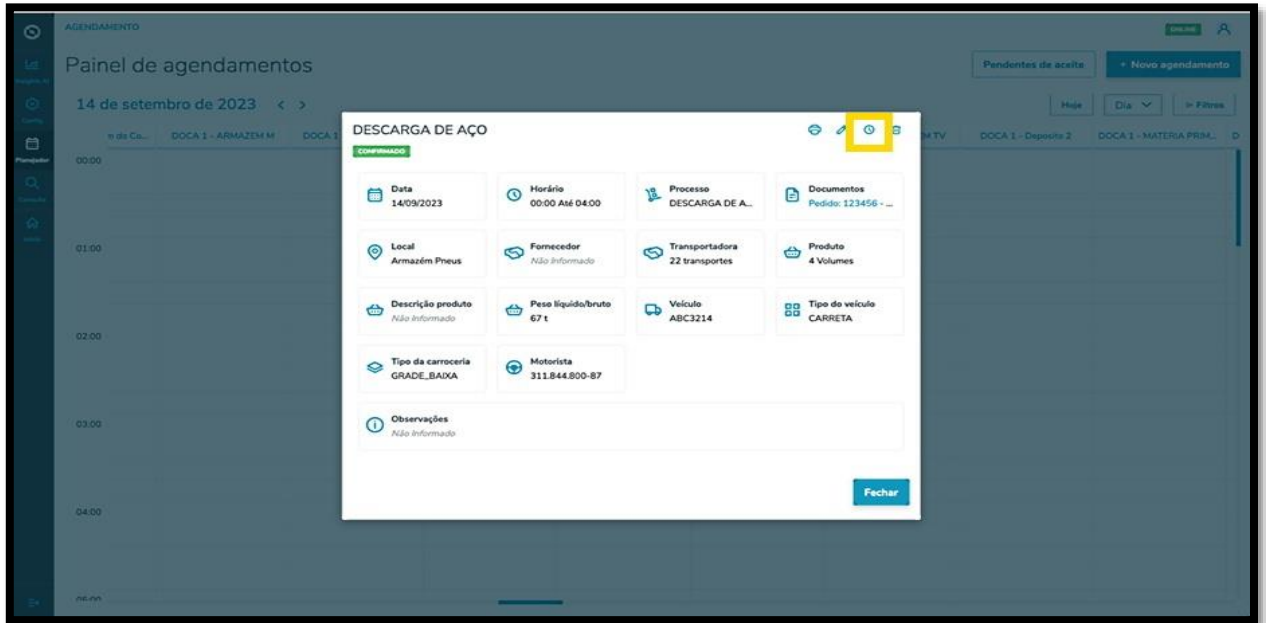 AGENDAMENTO
ONLINE
Painel de agendamentos
Pendentes de aceite
+ Novo agendamento
14 de setembro de 2023
Hoje
Dia
Filtros
DOCA 1 - ARMAZEM M
DOCA 1
M TV
DOCA 1 - Deposito 2
DOCA 1 - MATÉRIA PRIM...
D
Planejador
00:00
01:00
02:00
03:00
04:00
05:00
DESCARGA DE AÇO
CONFIRMADO
Data
14/09/2023
Horário
00:00 Até 04:00
Processo
DESCARGA DE A...
Documentos
Pedido: 123456 - ...
Local
Armazém Pneus
Fornecedor
Não Informado
Transportadora
22 transportes
Produto
4 Volumes
Descrição produto
Não Informado
Peso líquido/bruto
67 t
Veículo
ABC3214
Tipo do veículo
CARRETA
Tipo da carroceria
GRADE_BAIXA
Motorista
311.844.800-87
Observações
Não Informado
Fechar